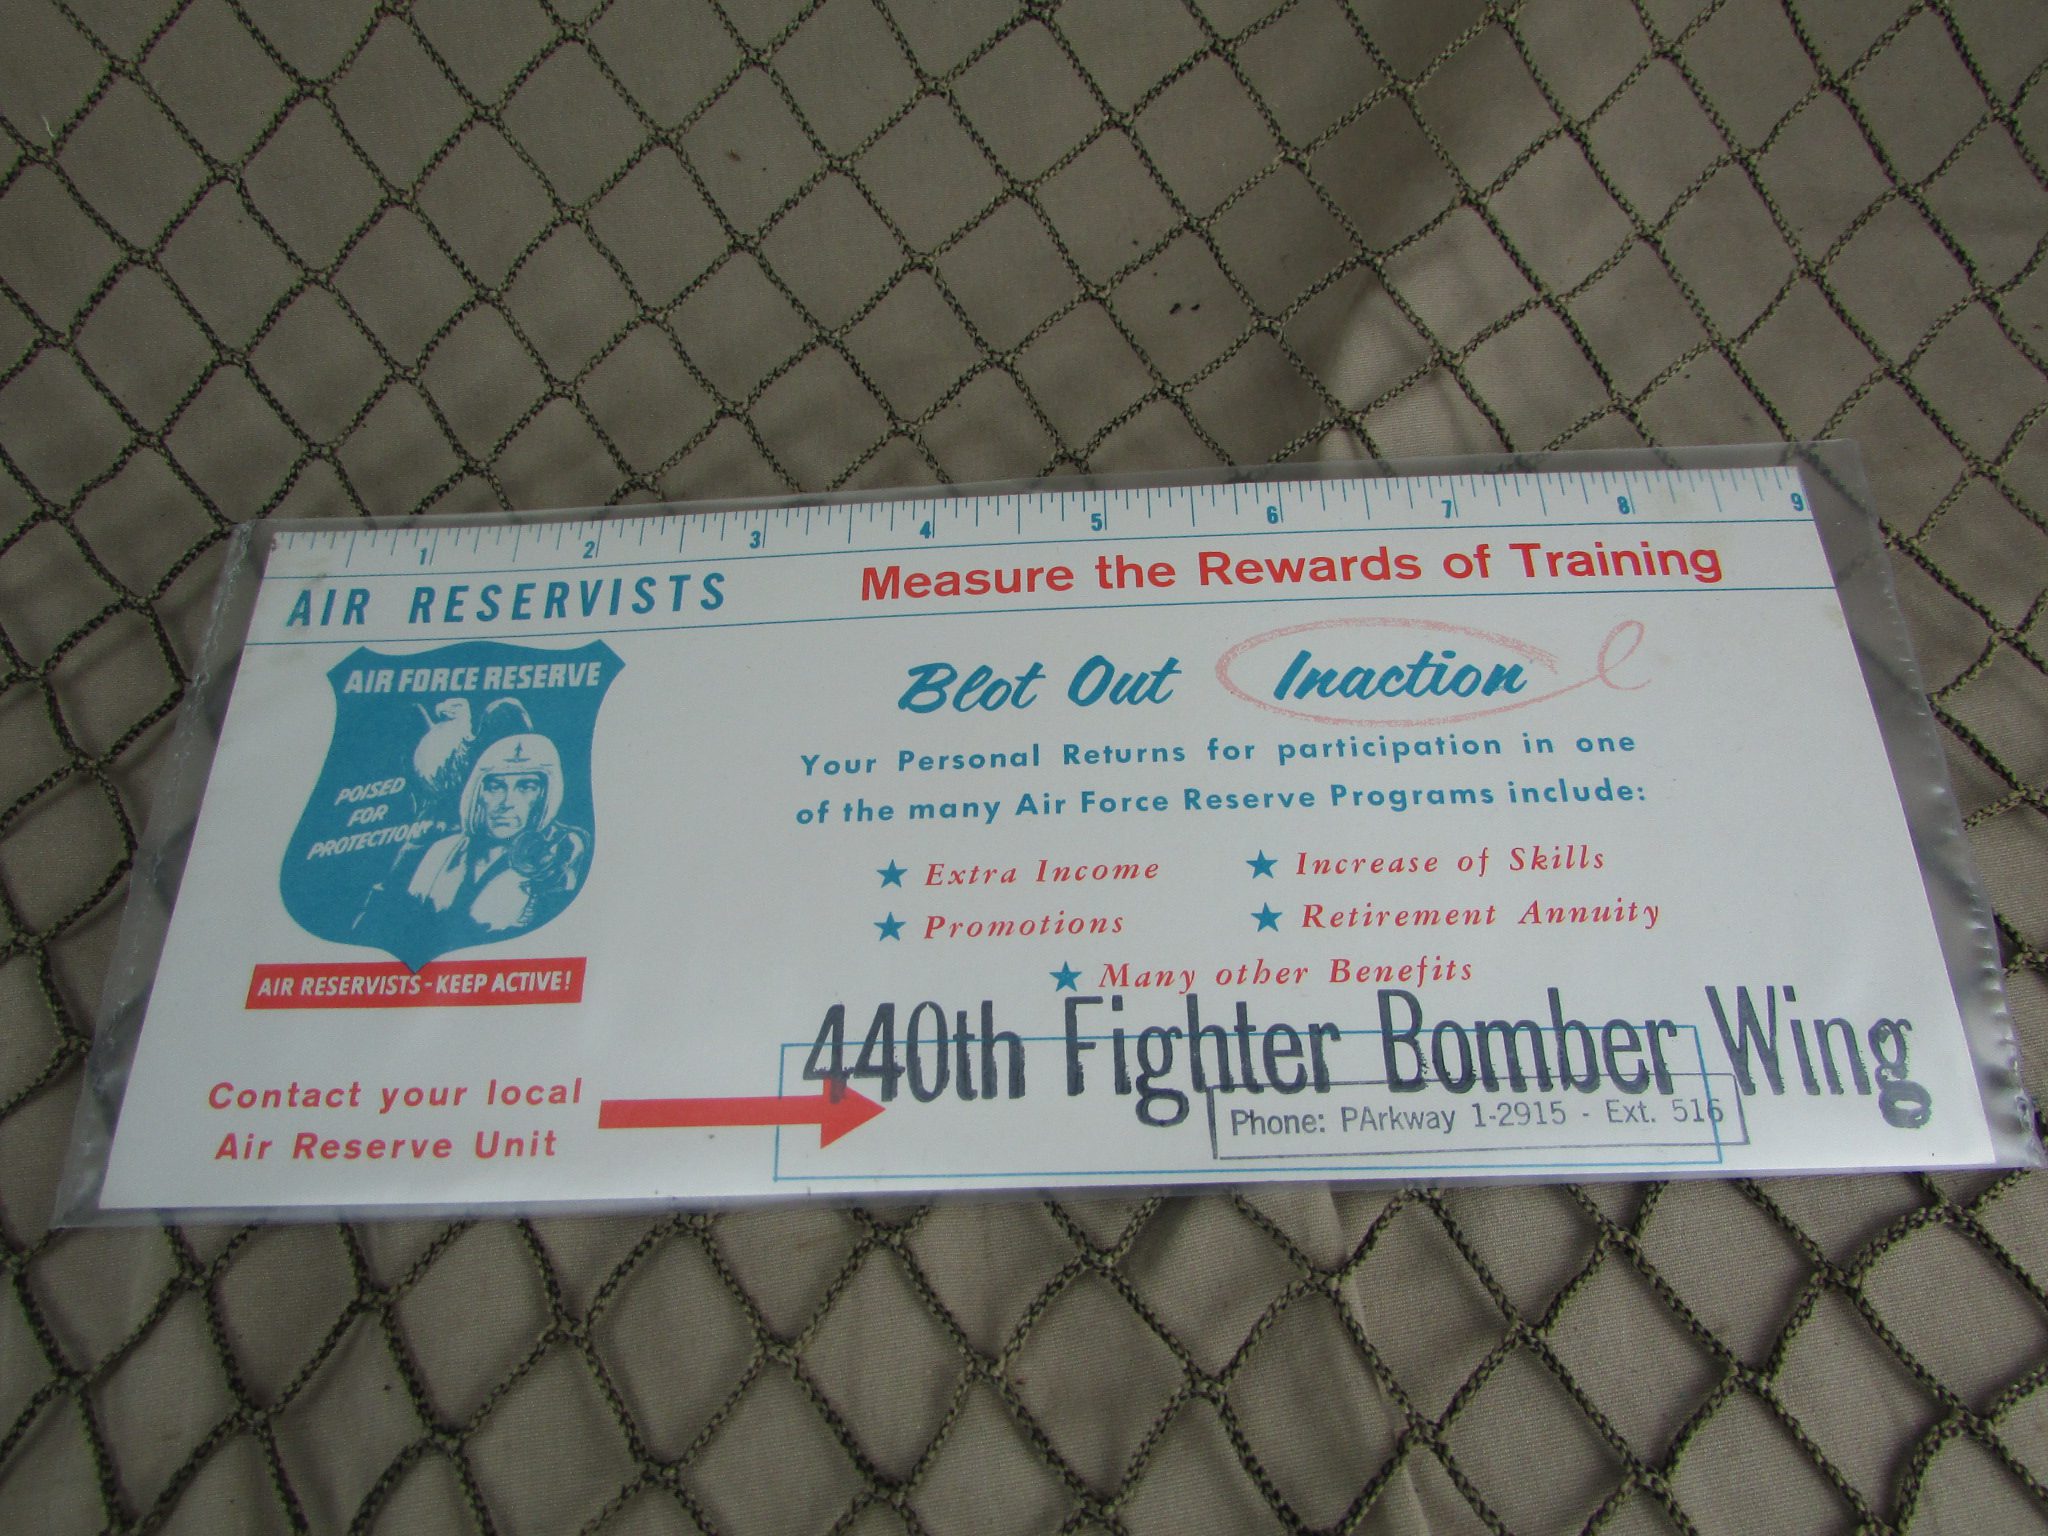 1 2 3 4 5 6 7 8 9
AIR RESERVISTS Measure the Rewards of Training
AIR FORCE RESERVE
POISED
FOR
PROTECTION
AIR RESERVISTS - KEEP ACTIVE!
Blot Out Inaction
Your Personal Returns for participation in one
of the many Air Force Reserve Programs include:
★ Extra Income ★ Increase of Skills
★ Promotions ★ Retirement Annuity
★ Many other Benefits
Contact your local
Air Reserve Unit
440th Fighter Bomber Wing
Phone: PArkway 1-2915 - Ext. 516